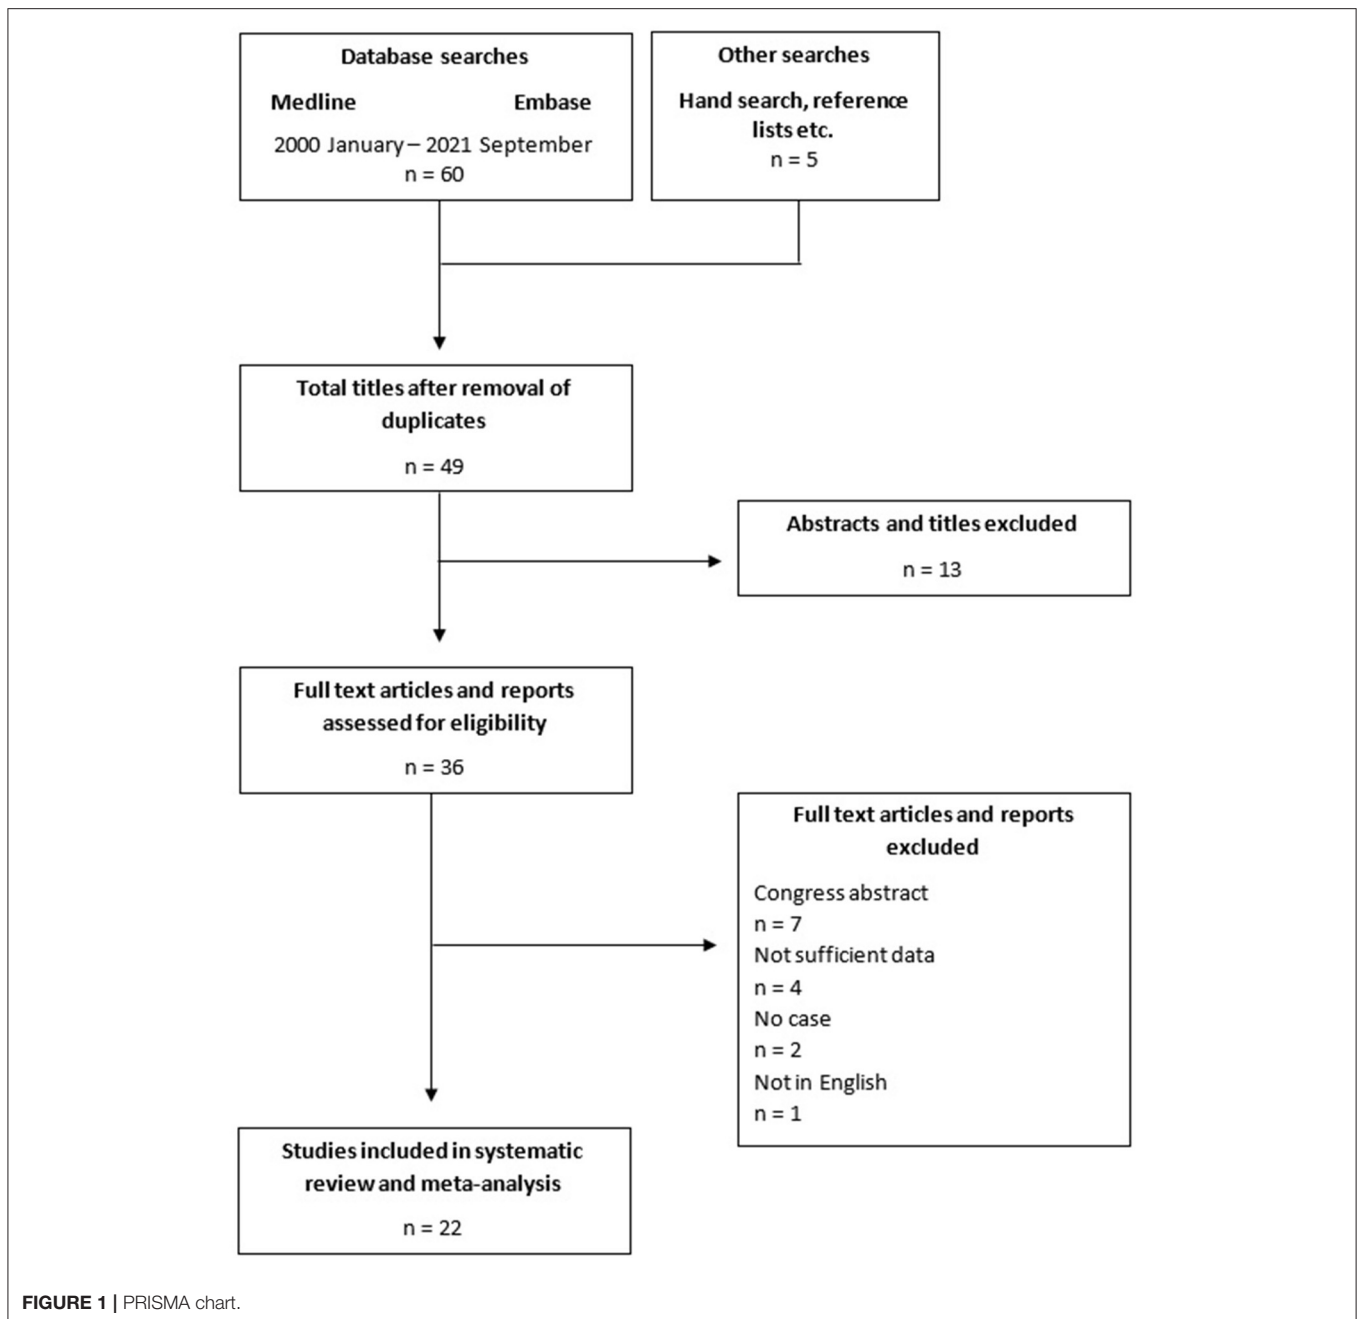 Database searches
Medline Embase
2000 January – 2021 September
n = 60
Other searches
Hand search, reference
lists etc.
n = 5
Total titles after removal of
duplicates
n = 49
Abstracts and titles excluded
n = 13
Full text articles and reports
assessed for eligibility
n = 36
Full text articles and reports
excluded
Congress abstract
n = 7
Not sufficient data
n = 4
No case
n = 2
Not in English
n = 1
Studies included in systematic
review and meta-analysis
n = 22
FIGURE 1 | PRISMA chart.